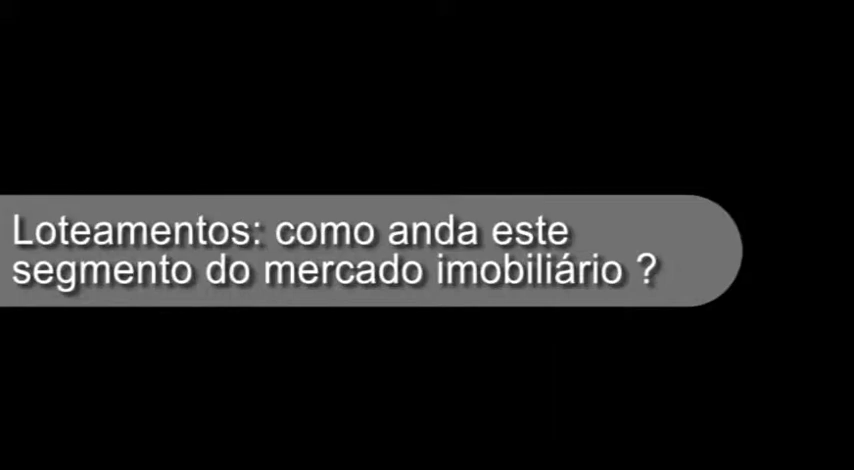 Loteamentos: como anda este
segmento do mercado imobiliário ?